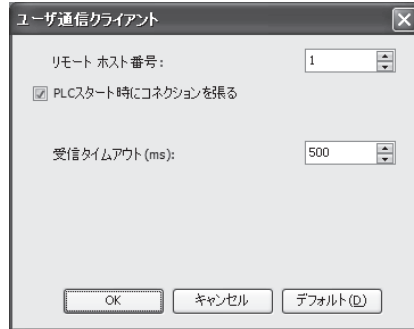 ユーザ通信クライアント
リモート ホスト番号: 1
PLCスタート時にコネクションを張る
受信タイムアウト(ms): 500
OK キャンセル デフォルト(D)